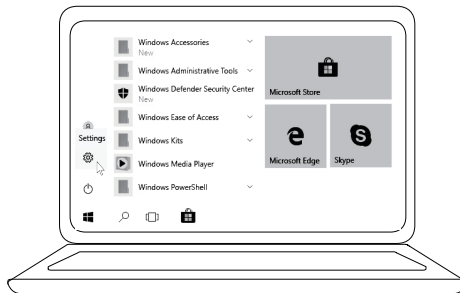 Windows Accessories
New
Windows Administrative Tools
Windows Defender Security Center
New
Windows Ease of Access
Windows Kits
Windows Media Player
Windows PowerShell
Settings
Microsoft Store
Microsoft Edge
Skype